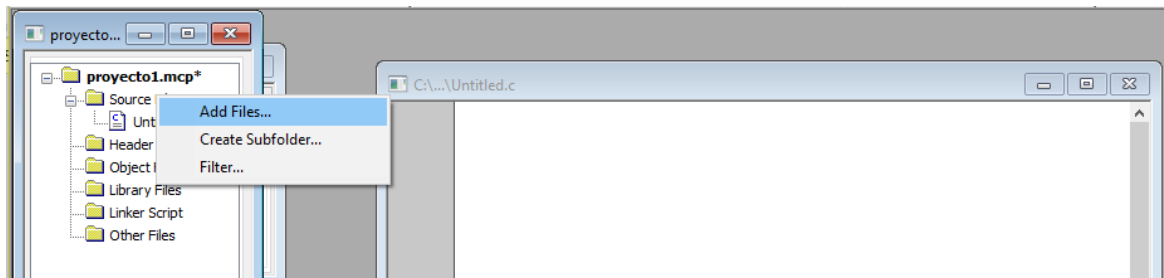 proyecto...
proyecto1.mcp*
Source
Unt
Header
Object
Library Files
Linker Script
Other Files
Add Files...
Create Subfolder...
Filter...
C:\...\Untitled.c